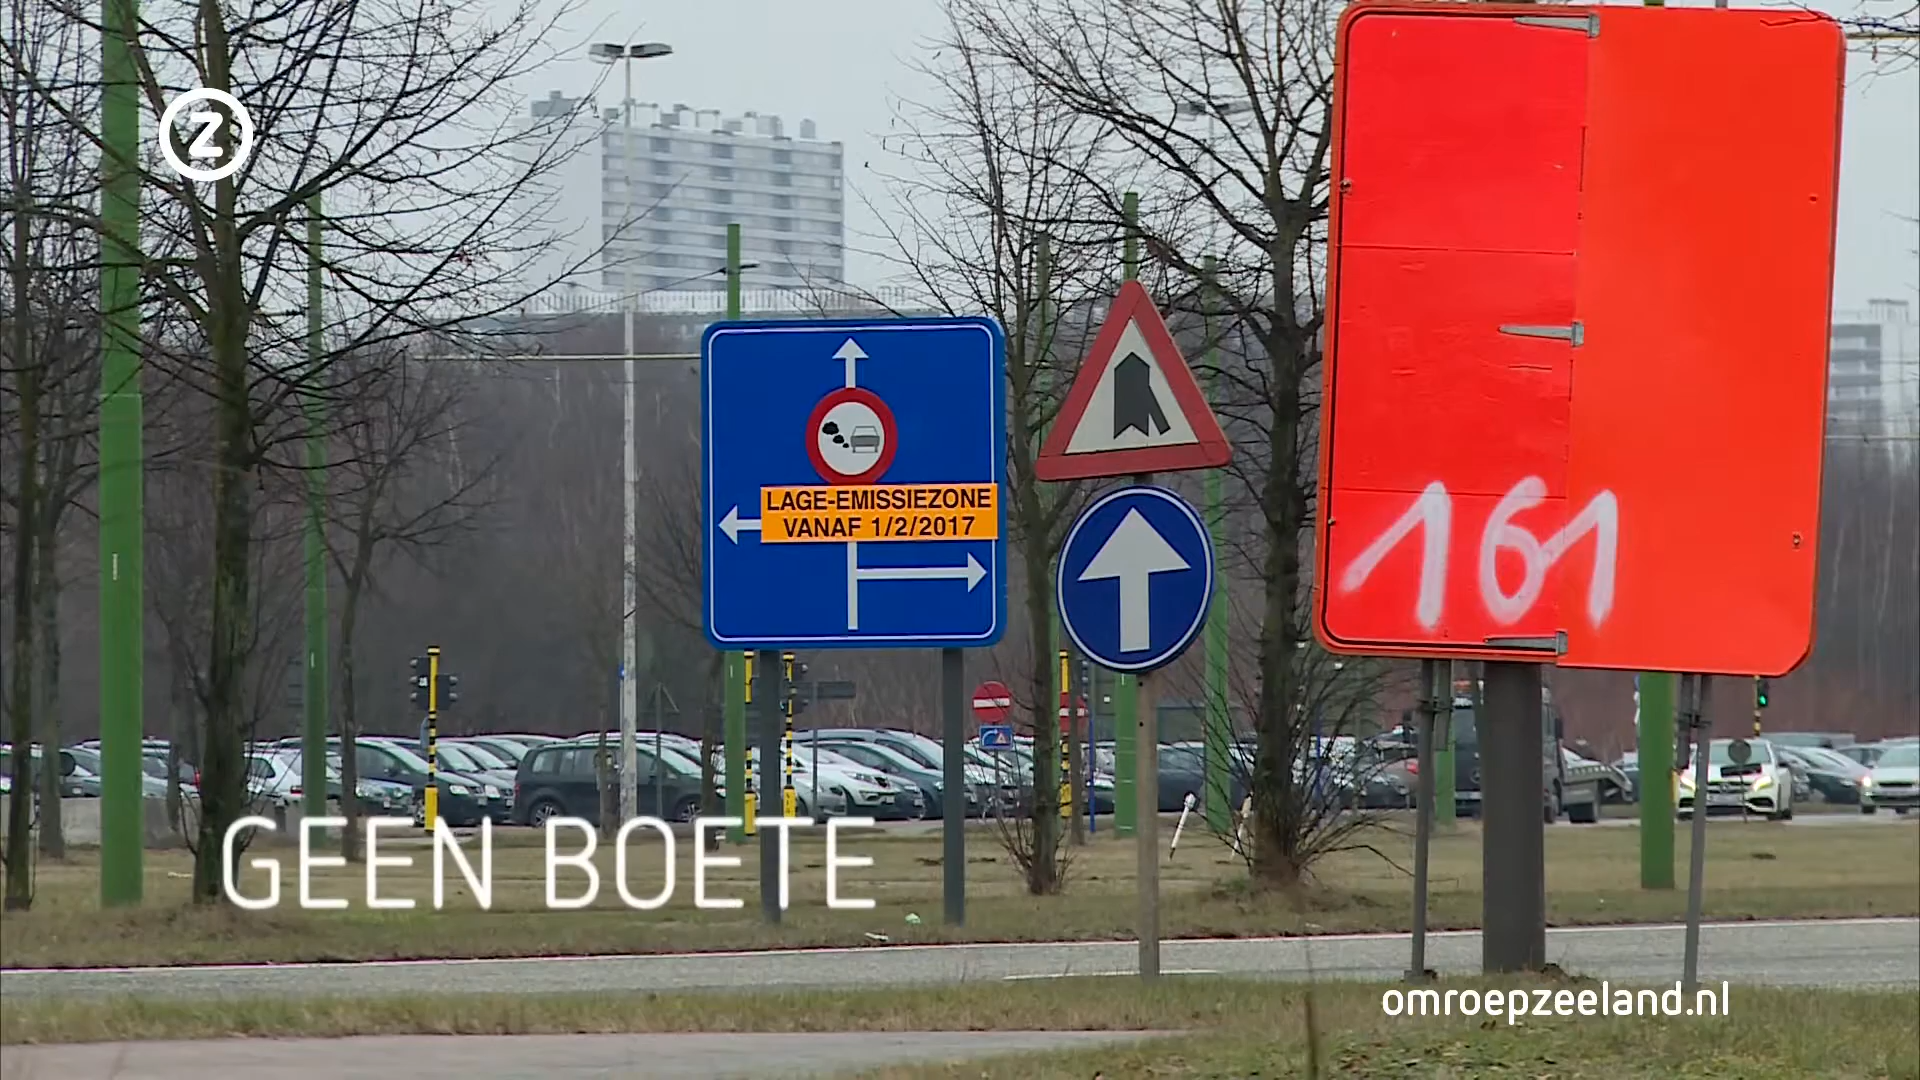 Z
LAGE-EMISSIEZONE
VANAF 1/2/2017
161
GEEN BOETE
omroepzeeland.nl